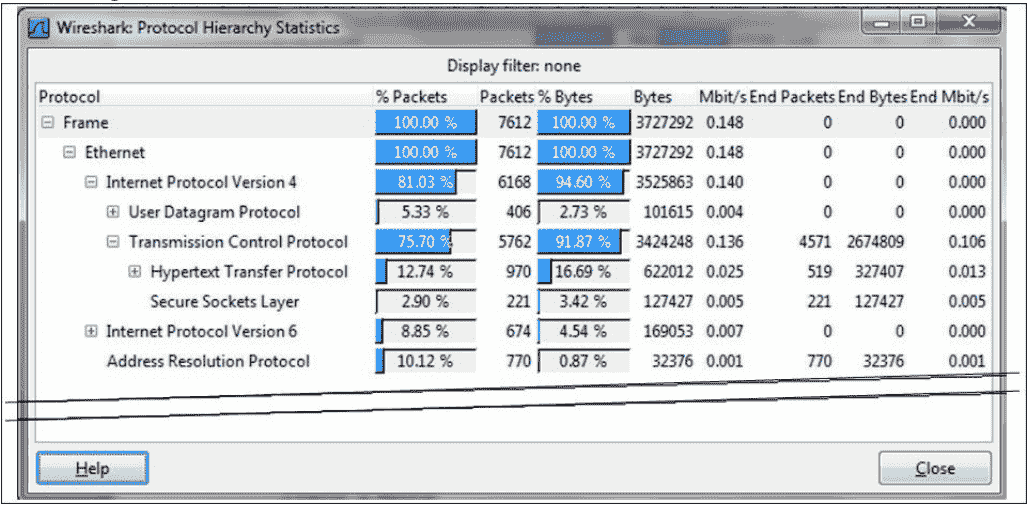 Wireshark: Protocol Hierarchy Statistics
Display filter: none
Protocol % Packets Packets % Bytes Bytes Mbit/s End Packets End Bytes End Mbit/s
Frame 100.00 % 7612 100.00 % 3727292 0.148 0 0 0.000
Ethernet 100.00 % 7612 100.00 % 3727292 0.148 0 0 0.000
Internet Protocol Version 4 81.03 % 6168 94.60 % 3525863 0.140 0 0 0.000
User Datagram Protocol 5.33 % 406 2.73 % 101615 0.004 0 0 0.000
Transmission Control Protocol 75.70 % 5762 91.87 % 3424248 0.136 4571 2674809 0.106
Hypertext Transfer Protocol 12.74 % 970 16.69 % 622012 0.025 519 327407 0.013
Secure Sockets Layer 2.90 % 221 3.42 % 127427 0.005 221 127427 0.005
Internet Protocol Version 6 8.85 % 674 4.54 % 169053 0.007 0 0 0.000
Address Resolution Protocol 10.12 % 770 0.87 % 32376 0.001 770 32376 0.001
Help Close